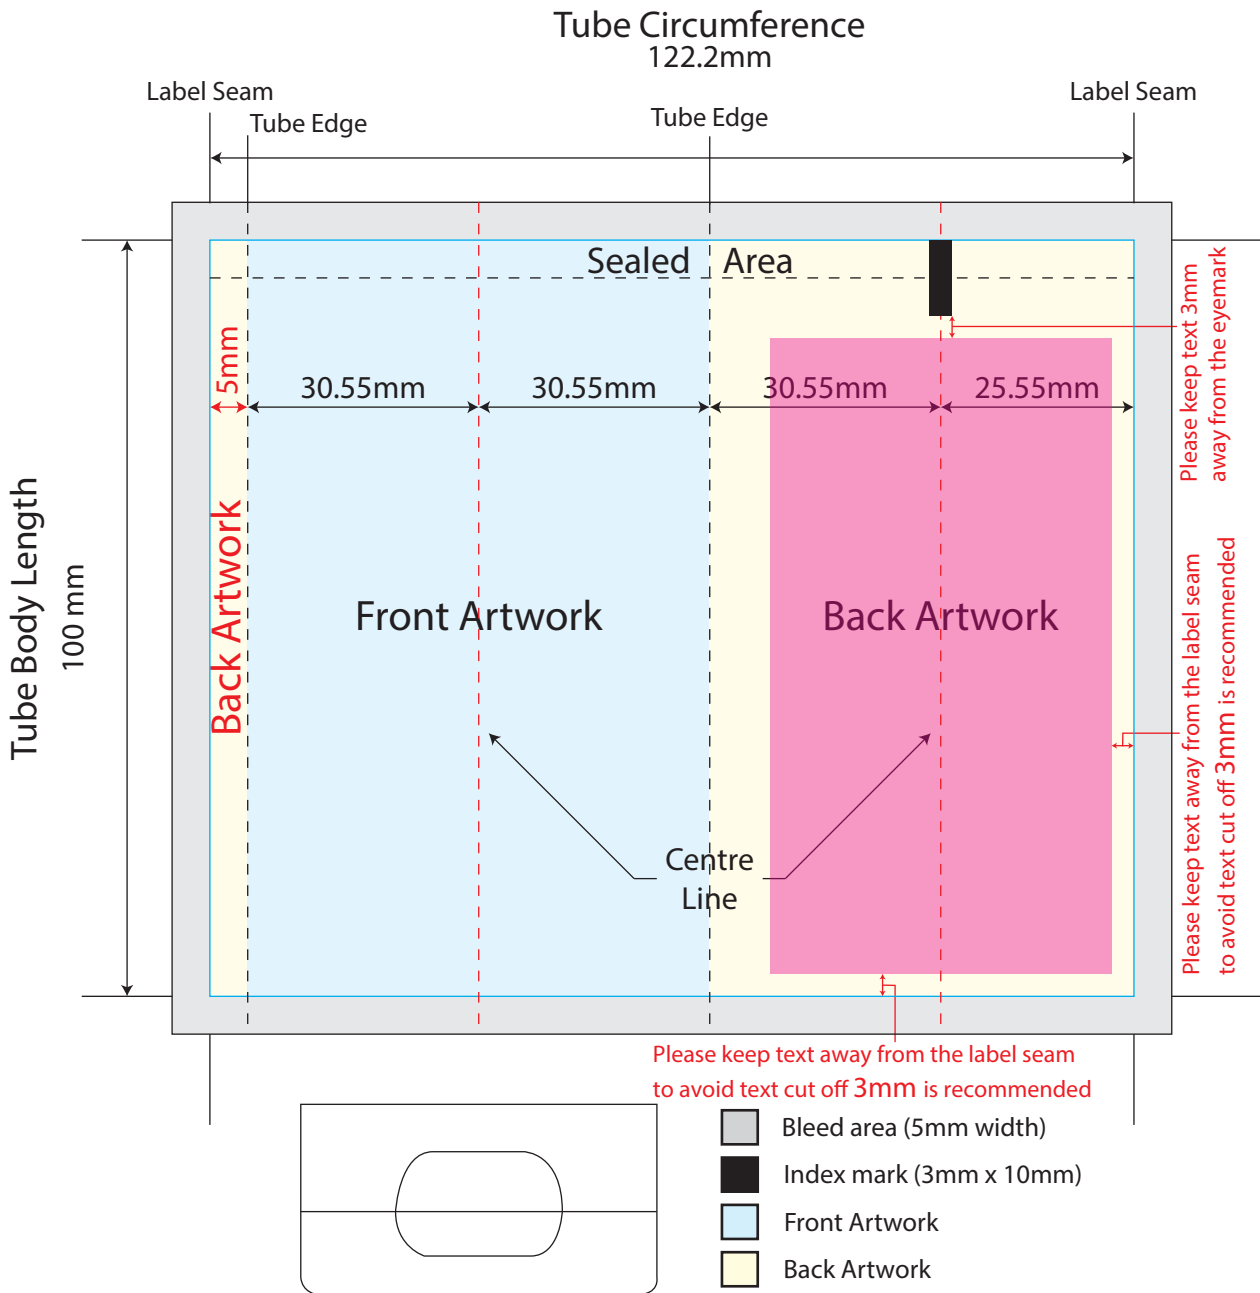 Tube Circumference
122.2mm
Label Seam
Label Seam
Tube Edge
Tube Edge
Sealed Area
5mm
30.55mm
30.55mm
30.55mm
25.55mm
Please keep text 3mm
away from the eyemark
Tube Body Length
100 mm
Back Artwork
Front Artwork
Back Artwork
Please keep text away from the label seam
to avoid text cut off 3mm is recommended
Centre
Line
Please keep text away from the label seam
to avoid text cut off 3mm is recommended
Bleed area (5mm width)
Index mark (3mm x 10mm)
Front Artwork
Back Artwork